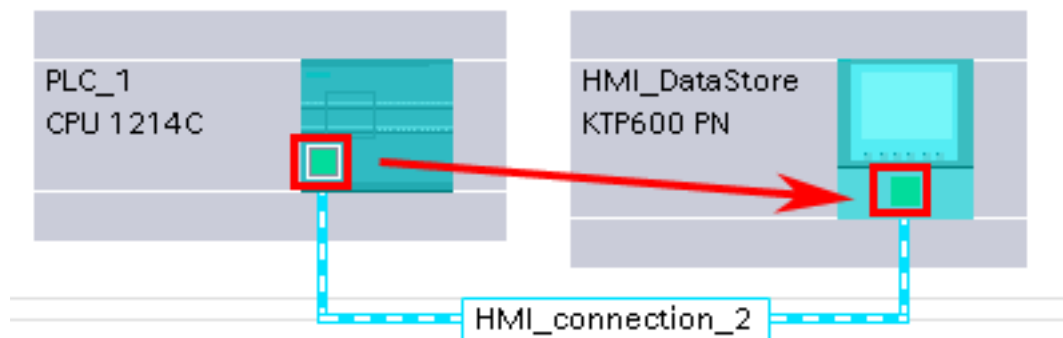 PLC_1
CPU 1214C
HMI_DataStore
KTP600 PN
HMI_connection_2